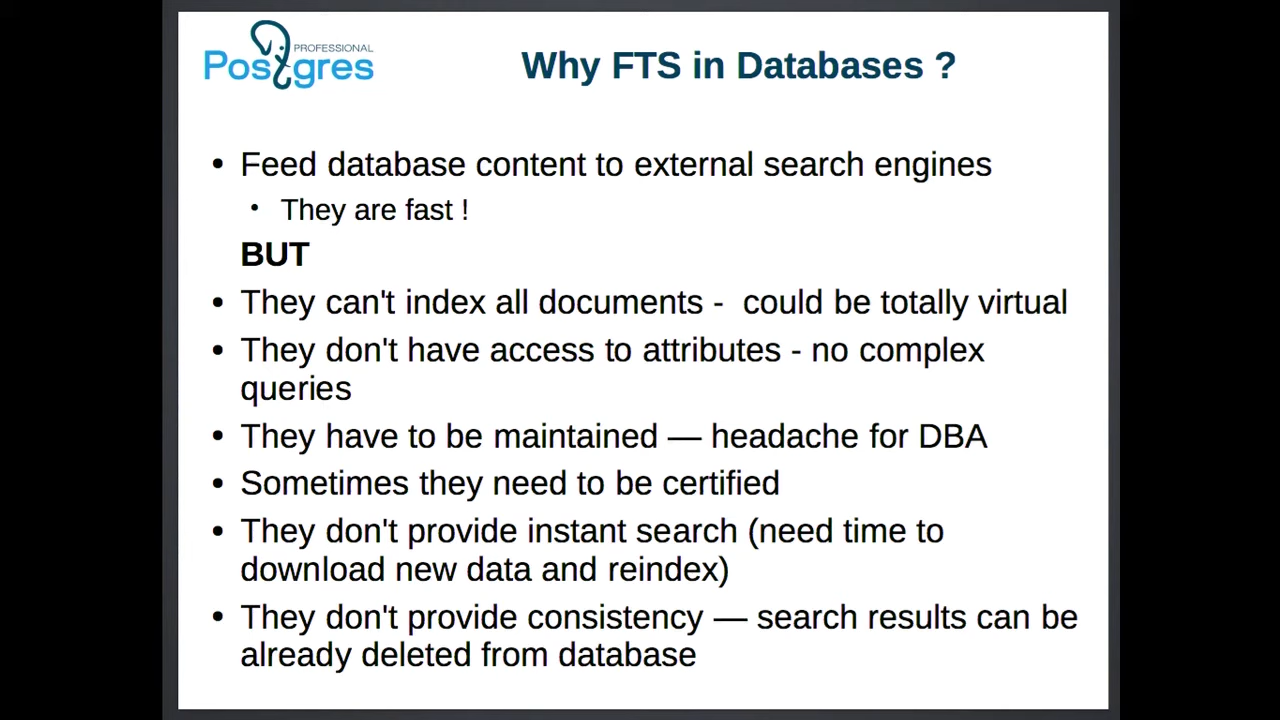 PROFESSIONAL
Postgres
Why FTS in Databases ?
• Feed database content to external search engines
• They are fast !
BUT
• They can't index all documents -  could be totally virtual
• They don't have access to attributes - no complex
queries
• They have to be maintained — headache for DBA
• Sometimes they need to be certified
• They don't provide instant search (need time to
download new data and reindex)
• They don't provide consistency — search results can be
already deleted from database